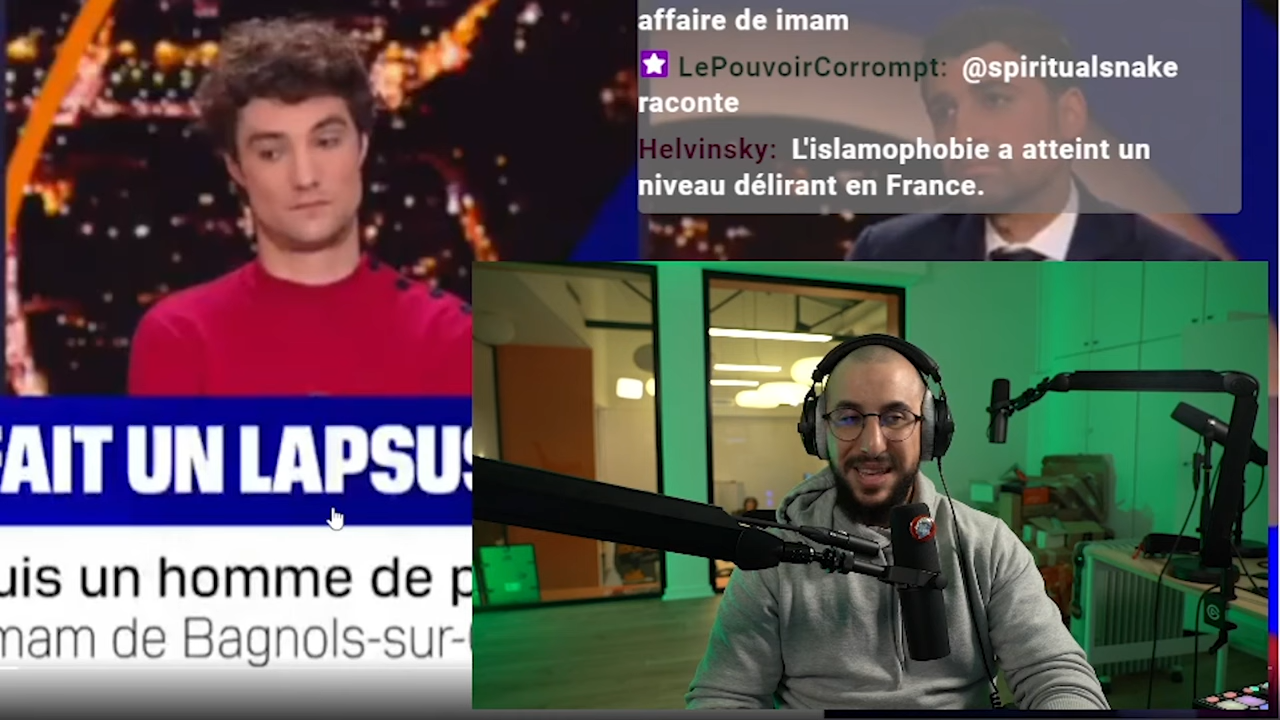 affaire de imam
LePouvoirCorrompt: @spiritualsnake
raconte
Helvinsky: L'islamophobie a atteint un
niveau délirant en France.
FAIT UN LAPSUS
uis un homme de p
mam de Bagnols-sur-